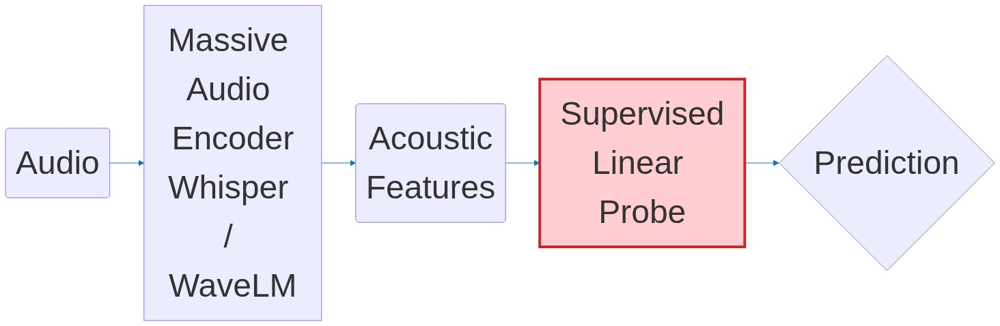 Audio
Massive
Audio
Encoder
Whisper
/
WaveLM
Acoustic
Features
Supervised
Linear
Probe
Prediction